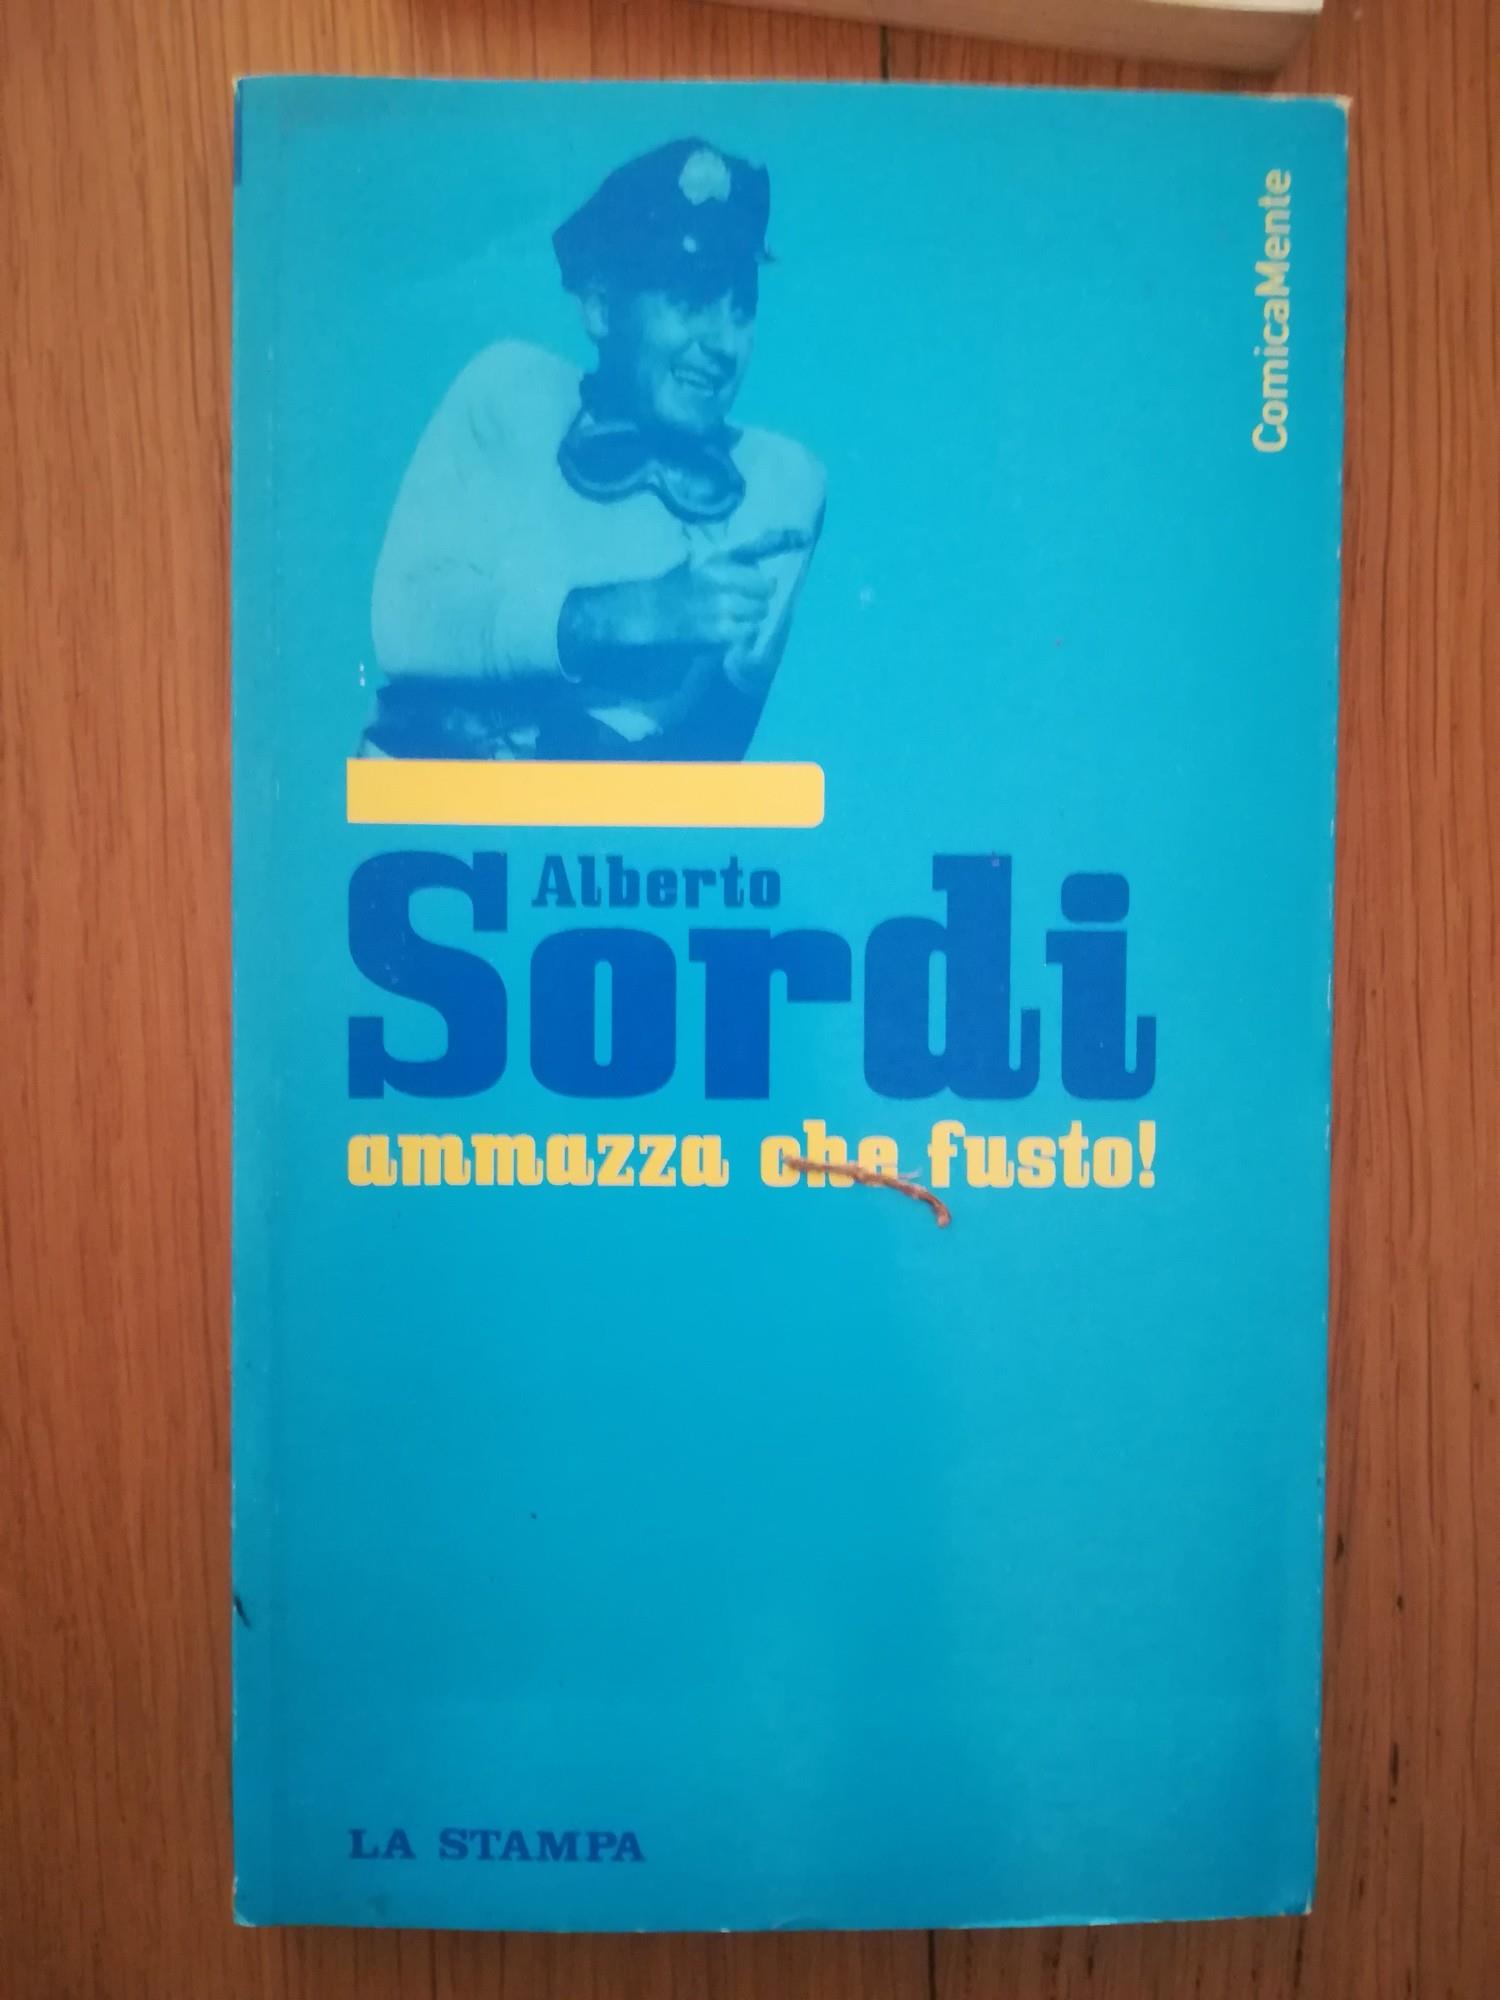 ComicaMente
Alberto
Sordi
ammazza che fusto!
LA STAMPA